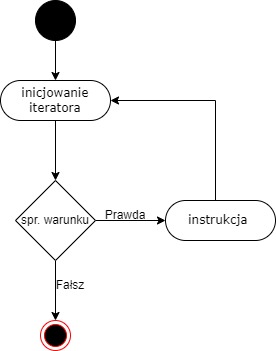 inicjowanie
iteratora
spr. warunku
Prawda
instrukcja
Fałsz